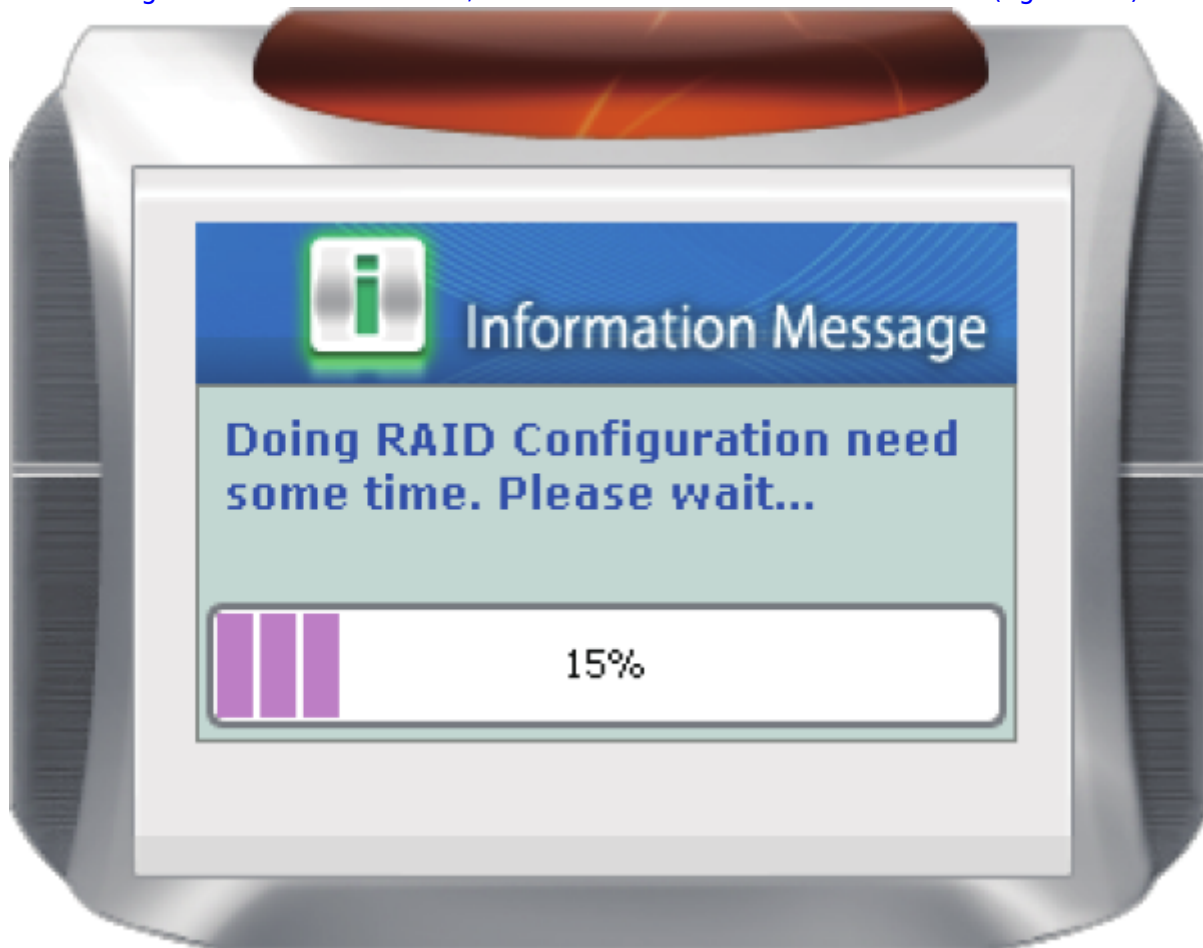 Information Message
Doing RAID Configuration need
some time. Please wait...
15%